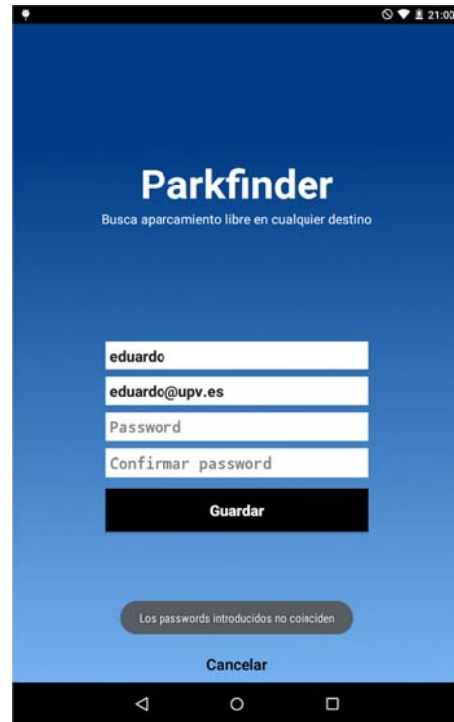 21:00
Parkfinder
Busca aparcamiento libre en cualquier destino
eduardo
eduardo@upv.es
Password
Confirmar password
Guardar
Los passwords introducidos no coinciden
Cancelar